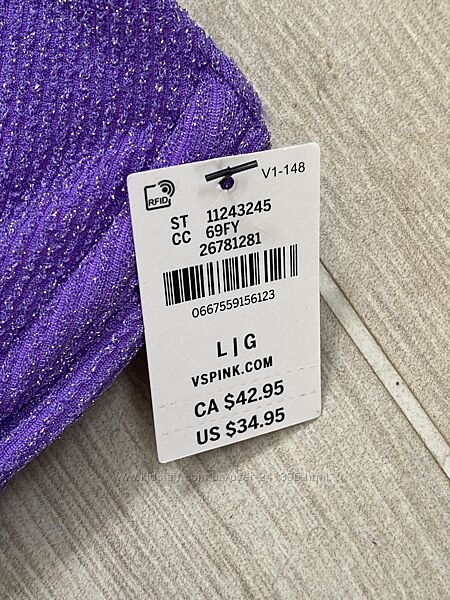 V1-148
RFID
ST 11243245
CC 69FY
26781281
0667559156123
L | G
VSPINK.COM
CA $42.95
US $34.95